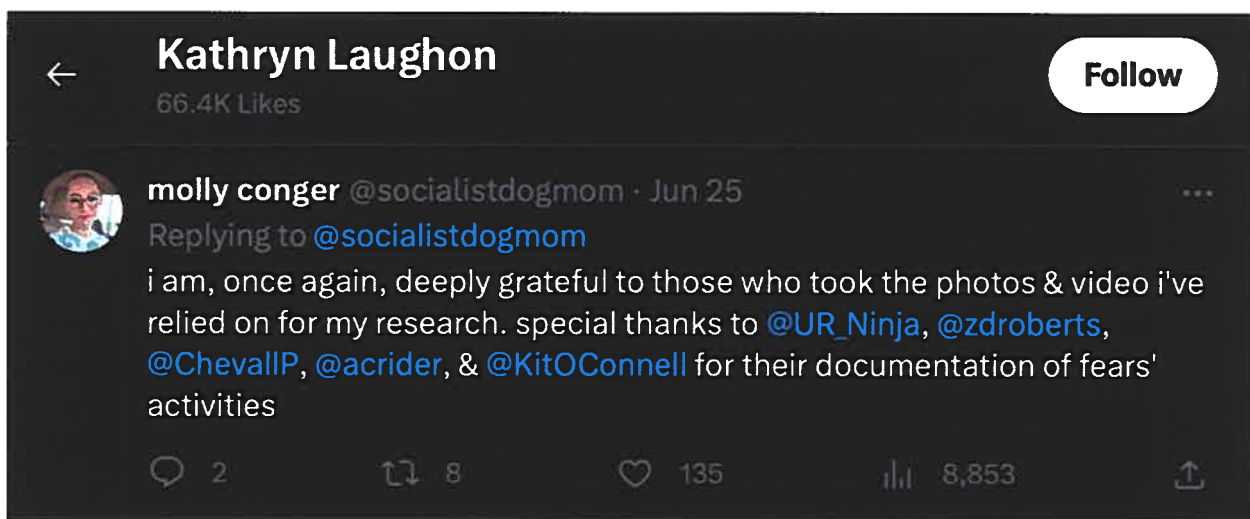 Kathryn Laughon
66.4K Likes
Follow
molly conger @socialistdogmom · Jun 25
Replying to @socialistdogmom
i am, once again, deeply grateful to those who took the photos & video i've
relied on for my research. special thanks to @UR_Ninja, @zdroberts,
@ChevallP, @acrider, & @KitOConnell for their documentation of fears'
activities
2 8 135 8,853